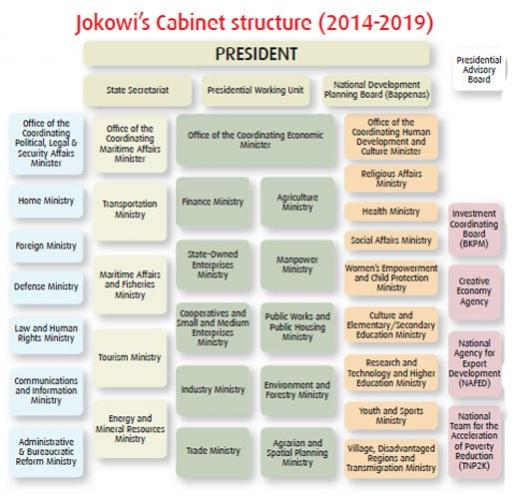 Jokowi's Cabinet structure (2014-2019)
PRESIDENT
Presidential
Advisory
Board
State Secretariat
Presidential Working Unit
National Development
Planning Board (Bappenas)
Office of the
Coordinating
Political, Legal &
Security Affairs
Minister
Home Ministry
Foreign Ministry
Defense Ministry
Law and Human
Rights Ministry
Communications
and Information
Ministry
Administrative
& Bureaucratic
Reform Ministry
Office of the
Coordinating
Maritime Affairs
Minister
Transportation
Ministry
Maritime Affairs
and Fisheries
Ministry
Tourism Ministry
Energy and
Mineral Resources
Ministry
Office of the Coordinating Economic
Minister
Finance Ministry
State-Owned
Enterprises
Ministry
Cooperatives and
Small and Medium
Enterprises
Ministry
Industry Ministry
Trade Ministry
Agriculture
Ministry
Manpower
Ministry
Public Works and
Public Housing
Ministry
Environment and
Forestry Ministry
Agrarian and
Spatial Planning
Ministry
Office of the
Coordinating Human
Development and
Culture Minister
Religious Affairs
Ministry
Health Ministry
Social Affairs Ministry
Women's Empowerment
and Child Protection
Ministry
Culture and
Elementary/Secondary
Education Ministry
Research and
Technology and Higher
Education Ministry
Youth and Sports
Ministry
Village, Disadvantaged
Regions and
Transmigration Ministry
Investment
Coordinating
Board
(BKPM)
Creative
Economy
Agency
National
Agency for
Export
Development
(NAFED)
National
Team for the
Acceleration
of Poverty
Reduction
(TNP2K)